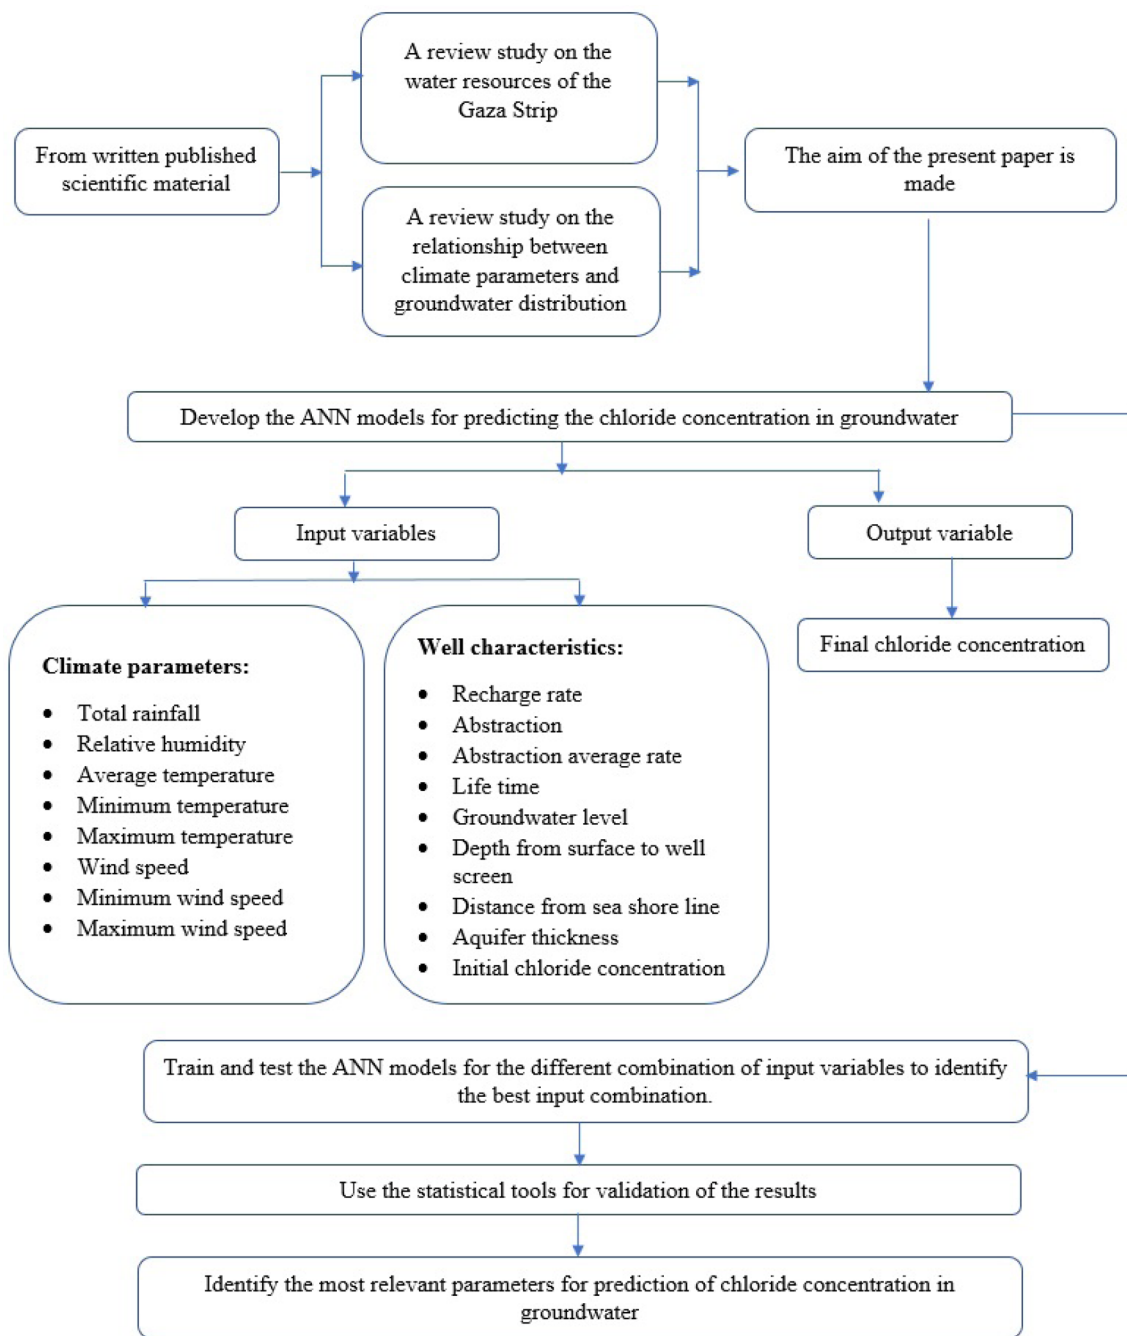 A review study on the
water resources of the
Gaza Strip
From written published
scientific material
The aim of the present paper is
made
A review study on the
relationship between
climate parameters and
groundwater distribution
Develop the ANN models for predicting the chloride concentration in groundwater
Input variables
Output variable
Final chloride concentration
Climate parameters:
• Total rainfall
• Relative humidity
• Average temperature
• Minimum temperature
• Maximum temperature
• Wind speed
• Minimum wind speed
• Maximum wind speed
Well characteristics:
• Recharge rate
• Abstraction
• Abstraction average rate
• Life time
• Groundwater level
• Depth from surface to well
screen
• Distance from sea shore line
• Aquifer thickness
• Initial chloride concentration
Train and test the ANN models for the different combination of input variables to identify
the best input combination.
Use the statistical tools for validation of the results
Identify the most relevant parameters for prediction of chloride concentration in
groundwater